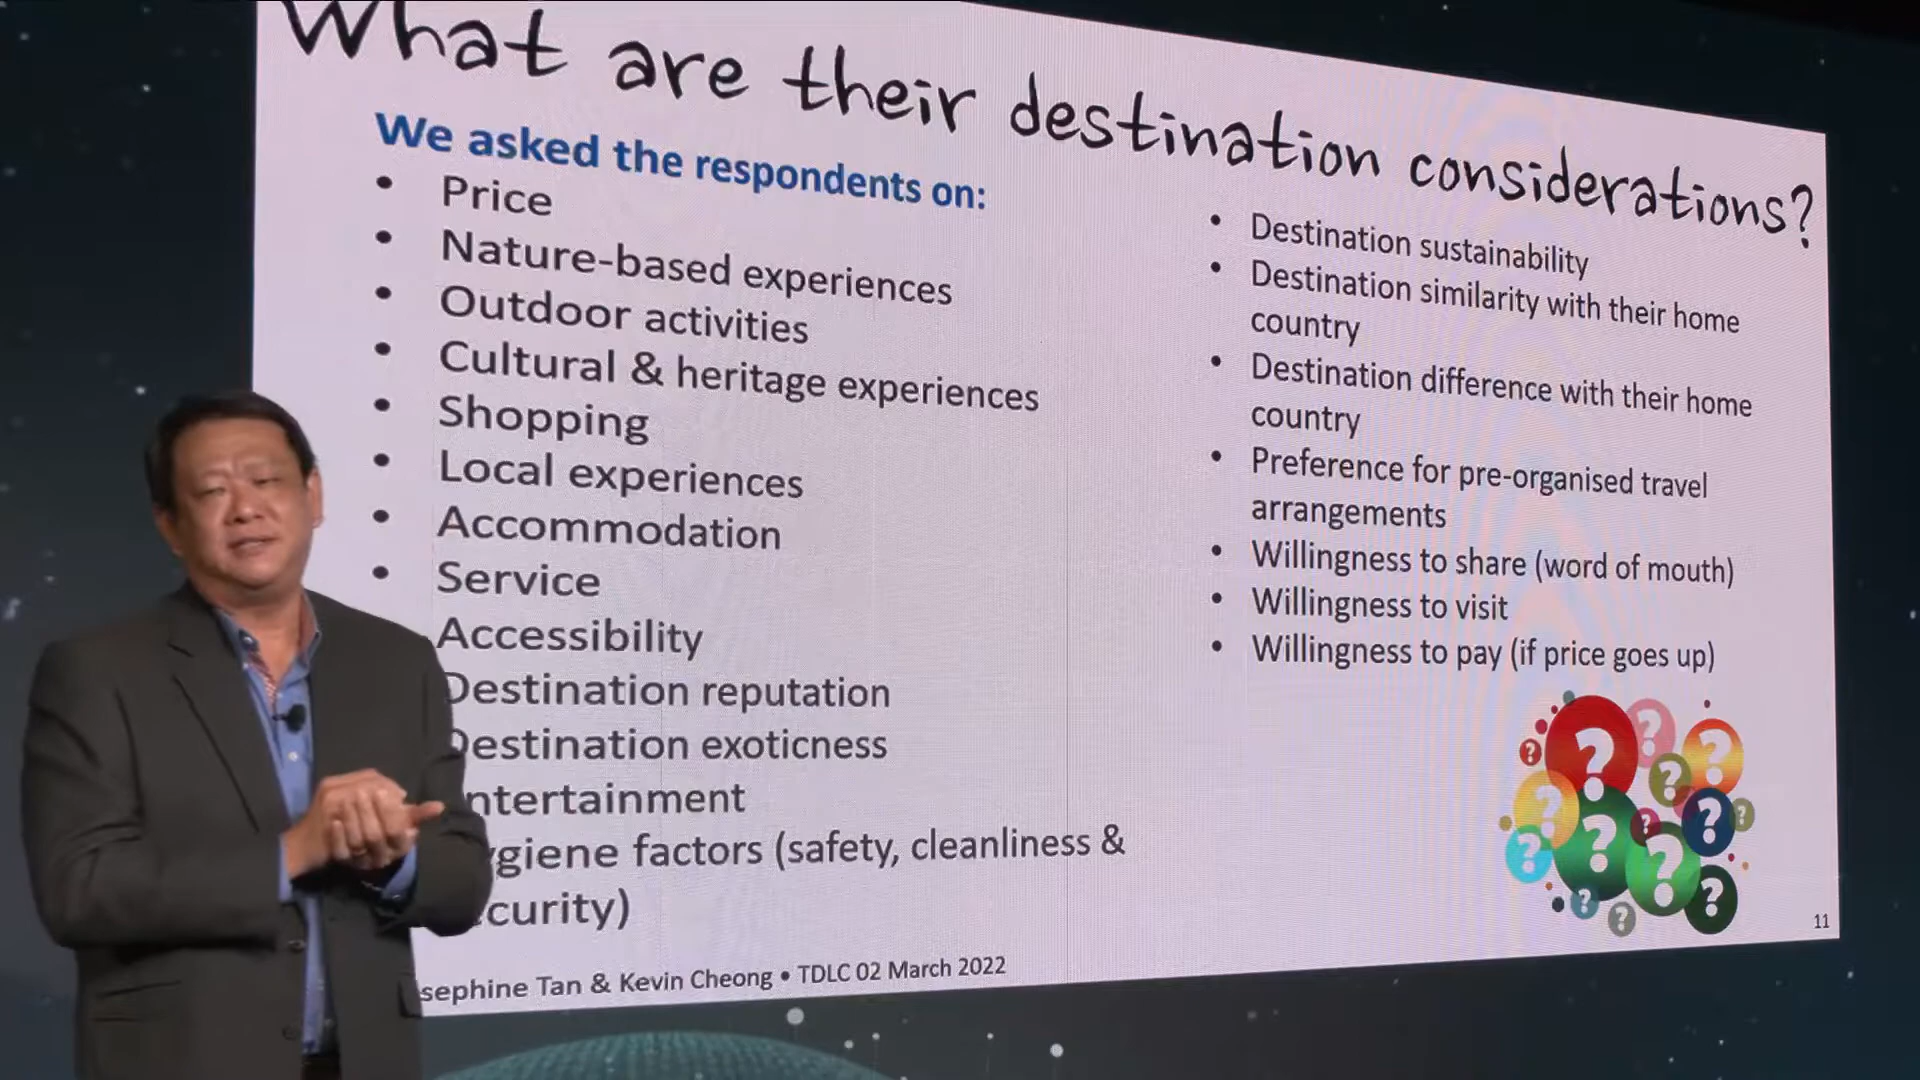 What are their destination considerations?
We asked the respondents on:
• Price
• Nature-based experiences
• Outdoor activities
• Cultural & heritage experiences
• Shopping
• Local experiences
• Accommodation
• Service
Accessibility
Destination reputation
Destination exoticness
ntertainment
ygiene factors (safety, cleanliness &
curity)
• Destination sustainability
• Destination similarity with their home
country
• Destination difference with their home
country
• Preference for pre-organised travel
arrangements
• Willingness to share (word of mouth)
• Willingness to visit
• Willingness to pay (if price goes up)
sephine Tan & Kevin Cheong • TDLC 02 March 2022
11